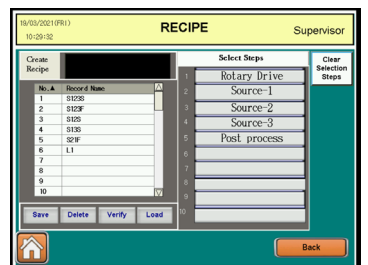 19/03/2021(FRI)
10:29:32
RECIPE
Supervisor
Create
Recipe
Select Steps
Clear
Selection
Steps
No.▲ Record Name
1 S123S
2 S123F
3 S12S
4 S13S
5 S21F
6 L1
7
8
9
10
1 Rotary Drive
2 Source-1
3 Source-2
4 Source-3
5 Post process
6
7
8
9
10
Save Delete Verify Load
Back